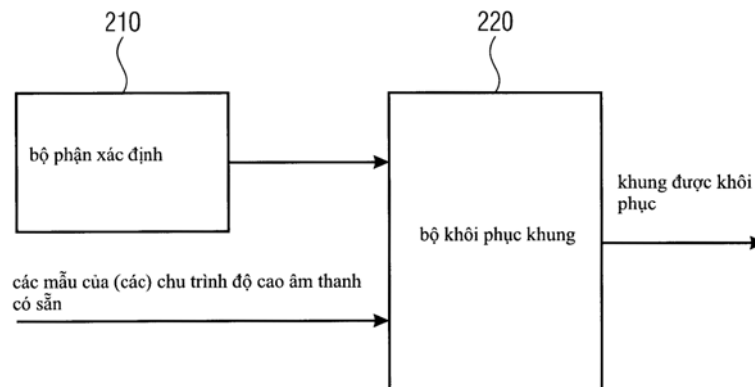 210
220
bộ phận xác định
khung được khôi
phục
bộ khôi phục khung
các mẫu của (các) chu trình độ cao âm thanh
có sẵn